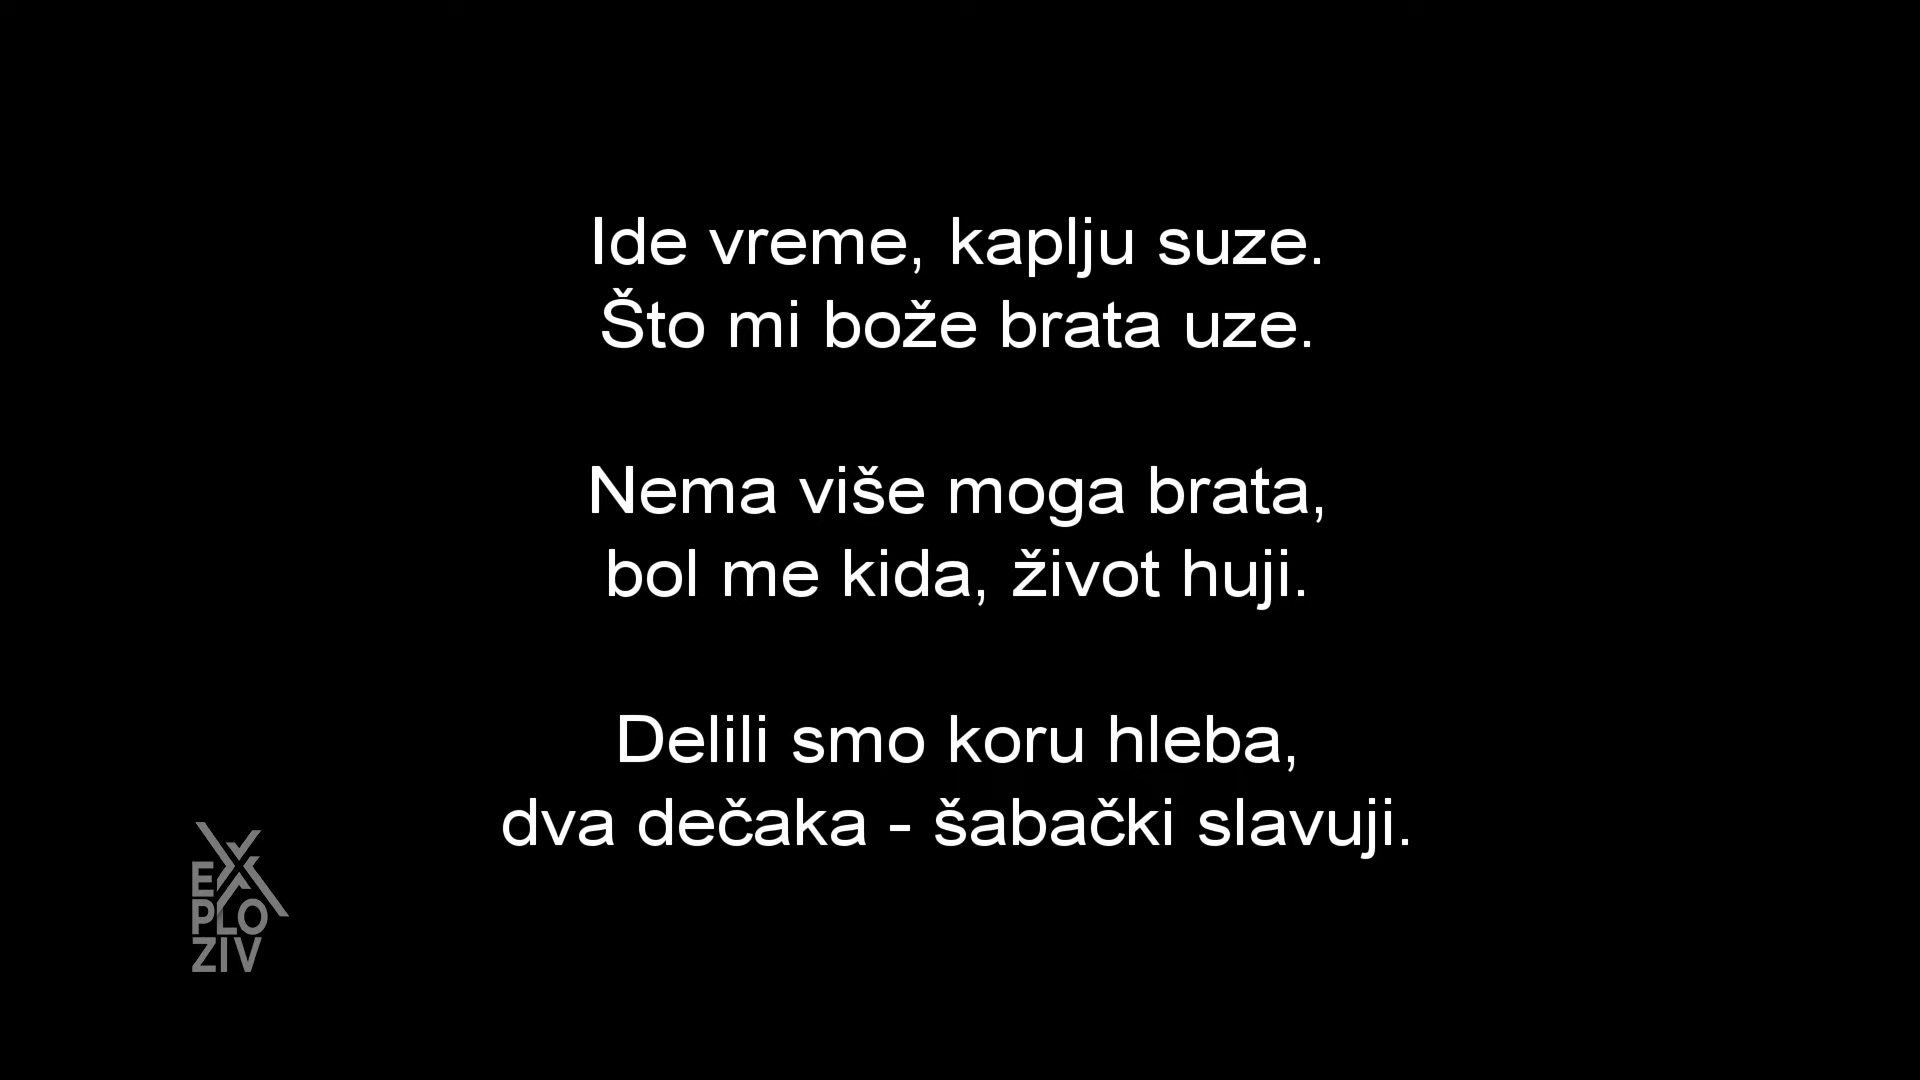 Ide vreme, kaplju suze.
Što mi bože brata uze.
Nema više moga brata,
bol me kida, život huji.
Delili smo koru hleba,
dva dečaka - šabački slavuji.
EX
PLO
ZIV